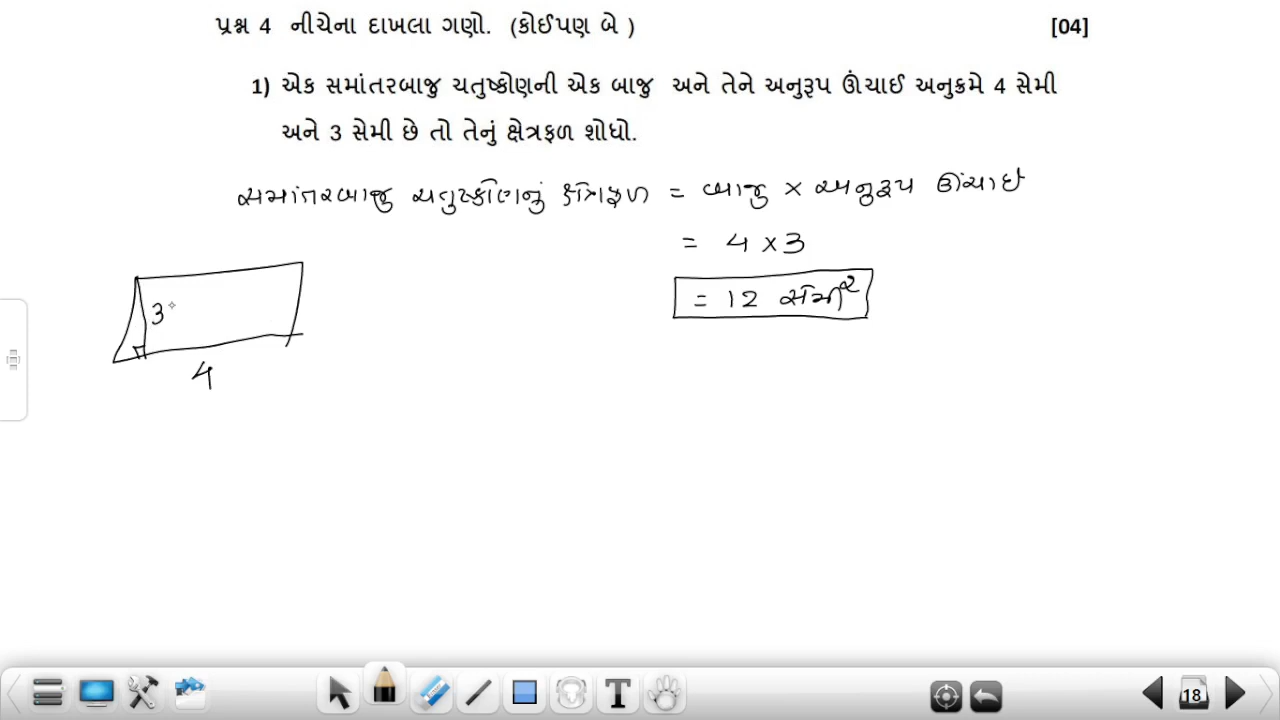 પ્રશ્ન 4 નીચેના દાખલા ગણો. (કોઈપણ બે ) [04]
1) એક સમાંતરબાજુ ચતુષ્કોણની એક બાજુ અને તેને અનુરૂપ ઊંચાઈ અનુક્રમે 4 સેમી
અને 3 સેમી છે તો તેનું ક્ષેત્રફળ શોધો.
સમાંતરબાજુ ચતુષ્કોણનું ક્ષેત્રફળ = બાજુ × અનુરૂપ ઊંચાઈ
= 4 × 3
= 12 સેમી²
3
4
T
18